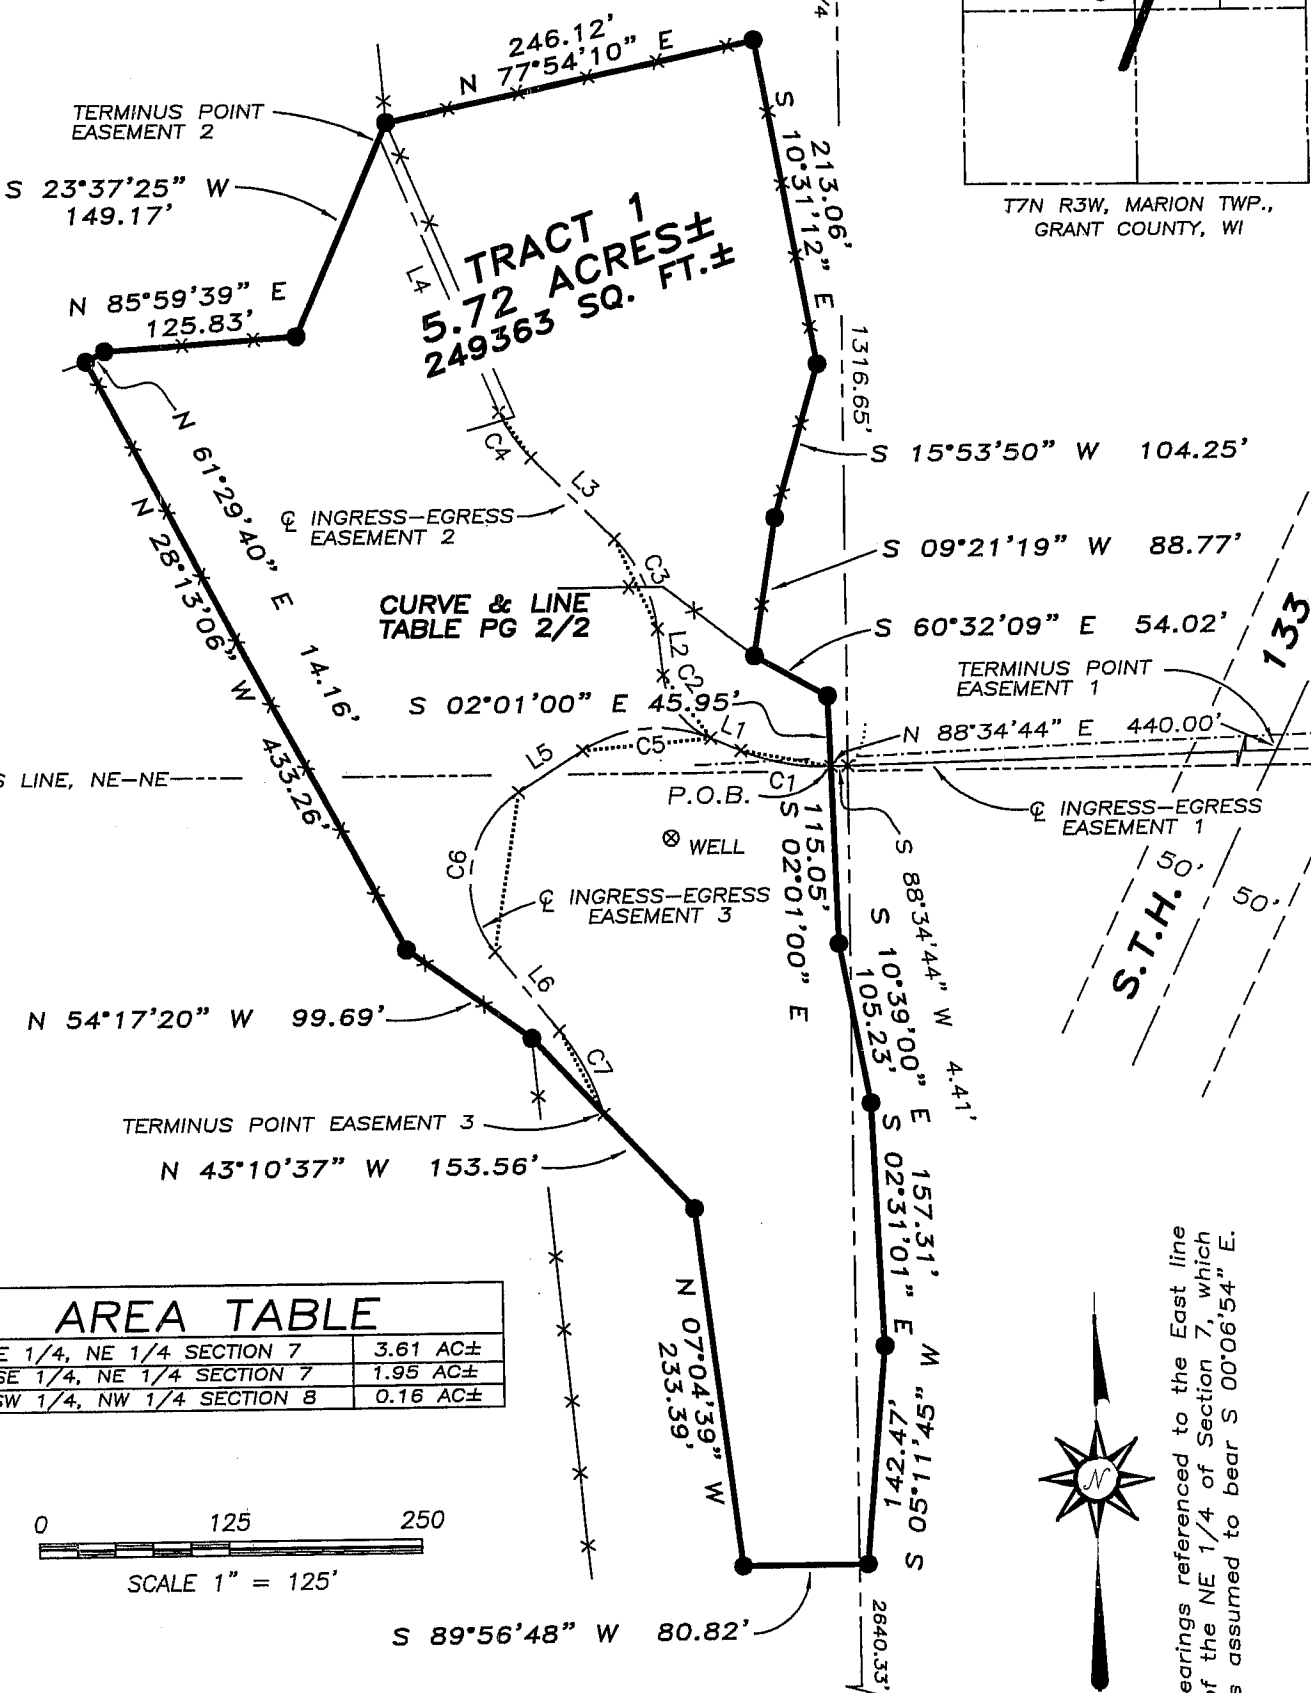 1/4
246.12'
N 77°54'10" E
TERMINUS POINT
EASEMENT 2
S 23°37'25" W
149.17'
N 85°59'39" E
125.83'
S 10°31'12" E
213.06'
T7N R3W, MARION TWP.,
GRANT COUNTY, WI
TRACT 1
5.72 ACRES±
249363 SQ. FT.±
L4
1316.65'
S 15°53'50" W 104.25'
N 61°29'40" E 14.16'
C4
L3
℄ INGRESS-EGRESS
EASEMENT 2
N 28°13'06" W 433.26'
S 09°21'19" W 88.77'
C3
CURVE & LINE
TABLE PG 2/2
S 60°32'09" E 54.02'
133
L2
C2
TERMINUS POINT
EASEMENT 1
S 02°01'00" E 45.95'
N 88°34'44" E 440.00'
L1
C5
L5
S LINE, NE-NE
C1
P.O.B.
℄ INGRESS-EGRESS
EASEMENT 1
WELL
115.05'
S 02°01'00" E
S 88°34'44" W 4.41'
50'
50'
S.T.H.
C6
℄ INGRESS-EGRESS
EASEMENT 3
S 10°39'00" E
105.23'
L6
N 54°17'20" W 99.69'
C7
TERMINUS POINT EASEMENT 3
N 43°10'37" W 153.56'
157.31'
S 02°31'01" E
AREA TABLE
E 1/4, NE 1/4 SECTION 7 3.61 AC±
SE 1/4, NE 1/4 SECTION 7 1.95 AC±
SW 1/4, NW 1/4 SECTION 8 0.16 AC±
N 07°04'39" W
233.39'
S 05°11'45" W
142.47'
earings referenced to the East line
of the NE 1/4 of Section 7, which
s assumed to bear S 00°06'54" E.
N
0 125 250
SCALE 1" = 125'
S 89°56'48" W 80.82'
2640.33'